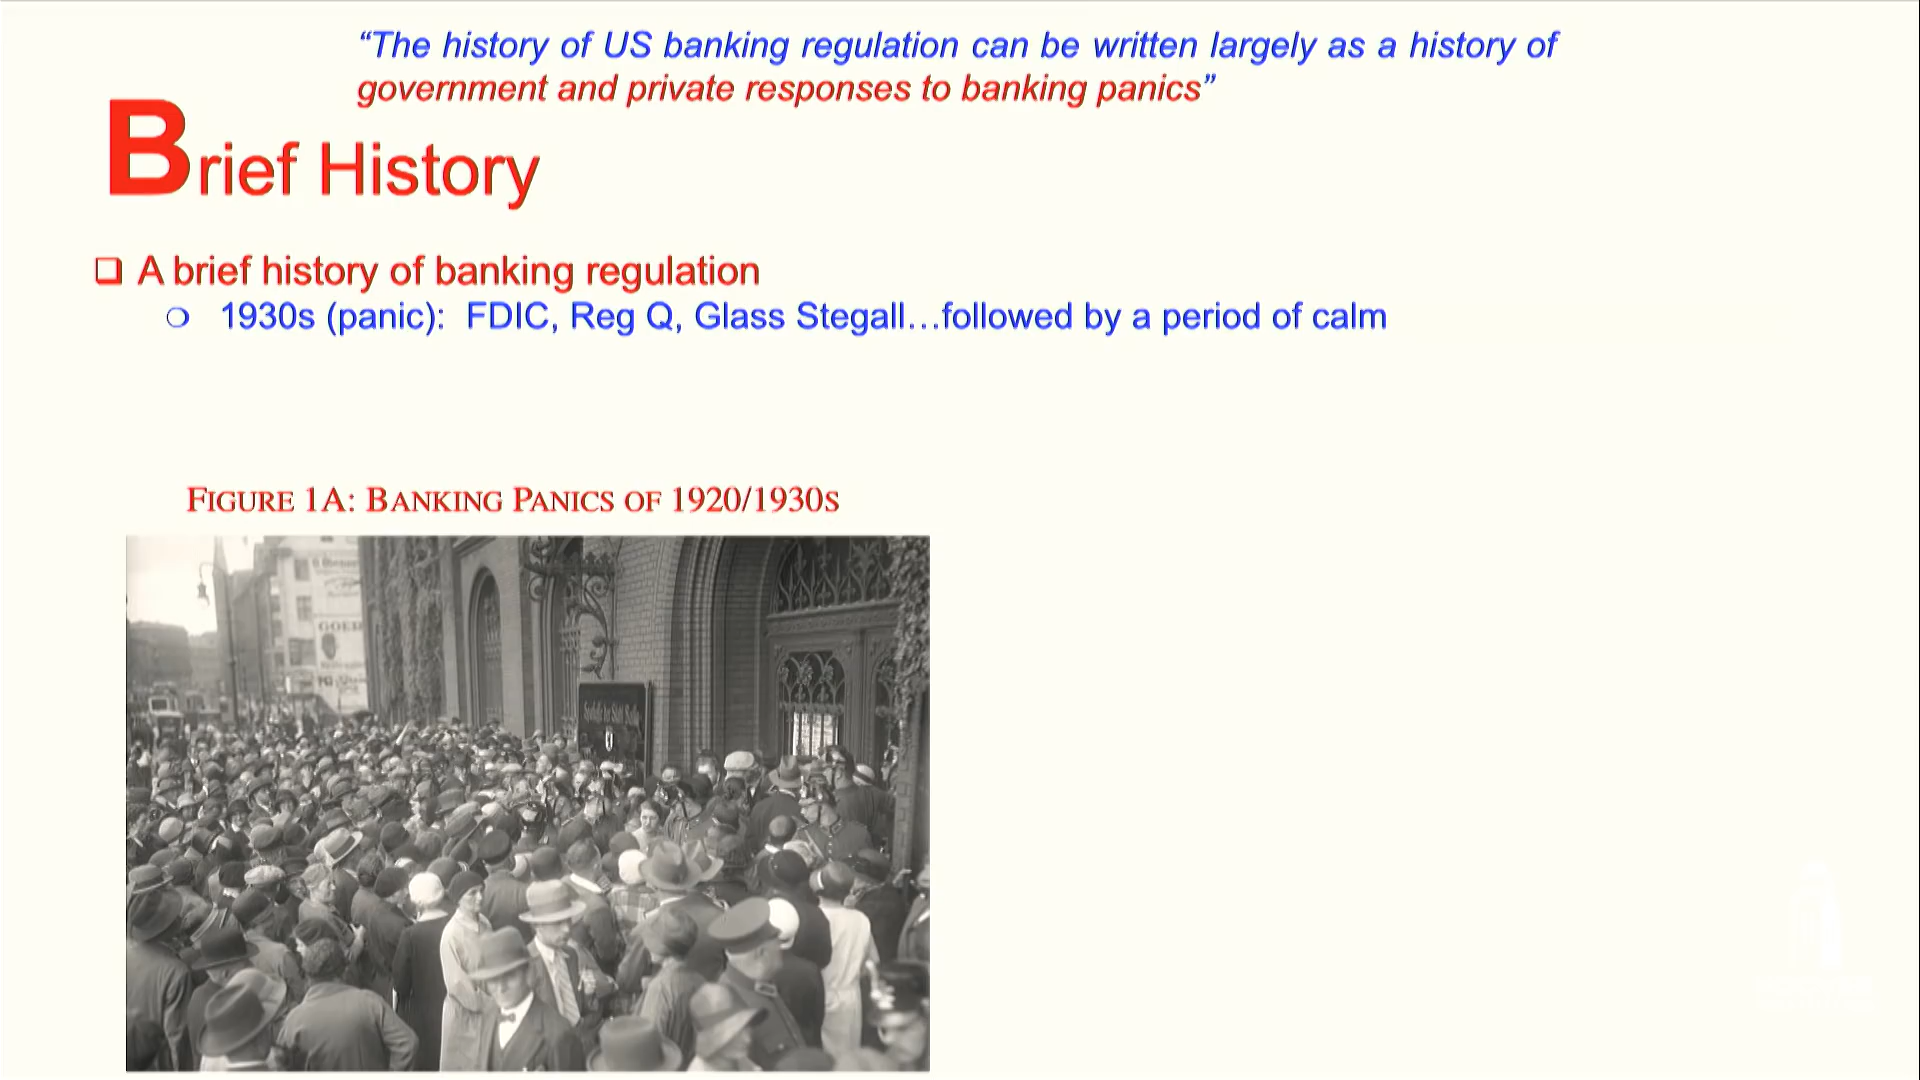 “The history of US banking regulation can be written largely as a history of
government and private responses to banking panics”
Brief History
❑ A brief history of banking regulation
❍ 1930s (panic): FDIC, Reg Q, Glass Stegall…followed by a period of calm
FIGURE 1A: BANKING PANICS OF 1920/1930S
GOER